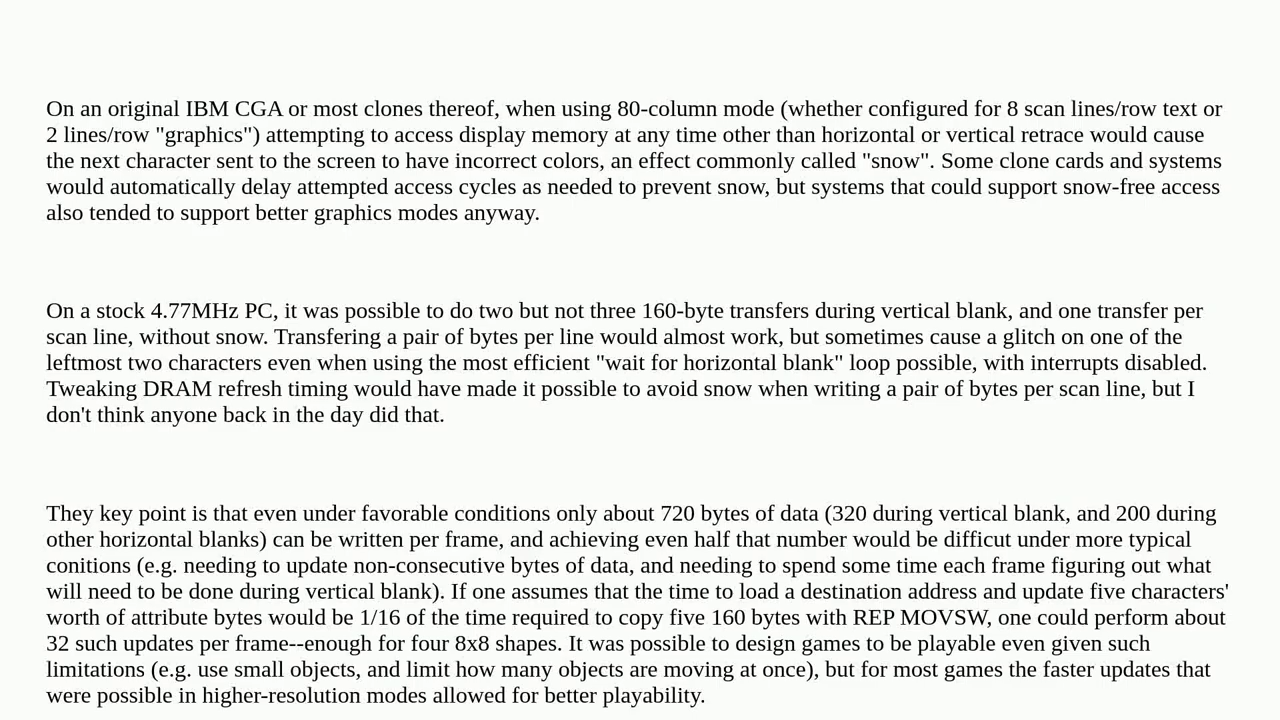 On an original IBM CGA or most clones thereof, when using 80-column mode (whether configured for 8 scan lines/row text or
2 lines/row "graphics") attempting to access display memory at any time other than horizontal or vertical retrace would cause
the next character sent to the screen to have incorrect colors, an effect commonly called "snow". Some clone cards and systems
would automatically delay attempted access cycles as needed to prevent snow, but systems that could support snow-free access
also tended to support better graphics modes anyway.
On a stock 4.77MHz PC, it was possible to do two but not three 160-byte transfers during vertical blank, and one transfer per
scan line, without snow. Transfering a pair of bytes per line would almost work, but sometimes cause a glitch on one of the
leftmost two characters even when using the most efficient "wait for horizontal blank" loop possible, with interrupts disabled.
Tweaking DRAM refresh timing would have made it possible to avoid snow when writing a pair of bytes per scan line, but I
don't think anyone back in the day did that.
They key point is that even under favorable conditions only about 720 bytes of data (320 during vertical blank, and 200 during
other horizontal blanks) can be written per frame, and achieving even half that number would be difficut under more typical
conitions (e.g. needing to update non-consecutive bytes of data, and needing to spend some time each frame figuring out what
will need to be done during vertical blank). If one assumes that the time to load a destination address and update five characters'
worth of attribute bytes would be 1/16 of the time required to copy five 160 bytes with REP MOVSW, one could perform about
32 such updates per frame--enough for four 8x8 shapes. It was possible to design games to be playable even given such
limitations (e.g. use small objects, and limit how many objects are moving at once), but for most games the faster updates that
were possible in higher-resolution modes allowed for better playability.